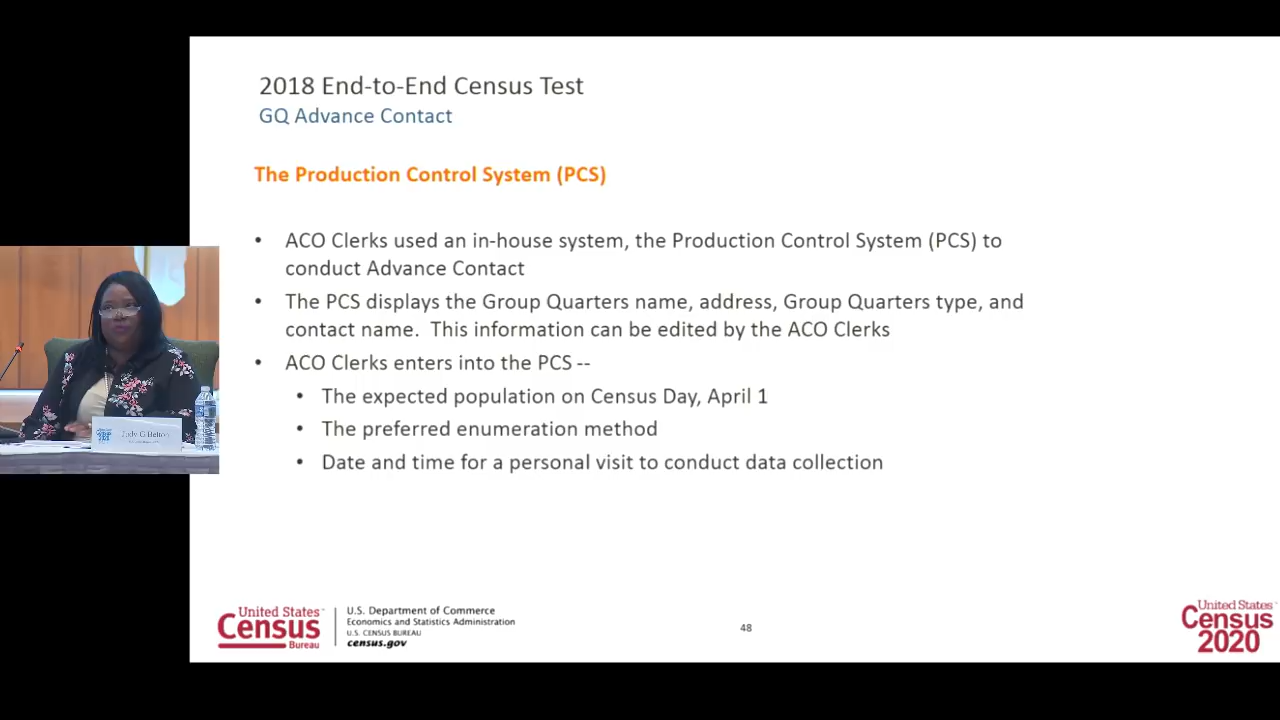 2018 End-to-End Census Test
GQ Advance Contact
The Production Control System (PCS)
• ACO Clerks used an in-house system, the Production Control System (PCS) to
conduct Advance Contact
• The PCS displays the Group Quarters name, address, Group Quarters type, and
contact name. This information can be edited by the ACO Clerks
• ACO Clerks enters into the PCS --
• The expected population on Census Day, April 1
• The preferred enumeration method
• Date and time for a personal visit to conduct data collection
Judy G Belton
United States
Census
Bureau
U.S. Department of Commerce
Economics and Statistics Administration
U.S. CENSUS BUREAU
census.gov
48
United States
Census
2020